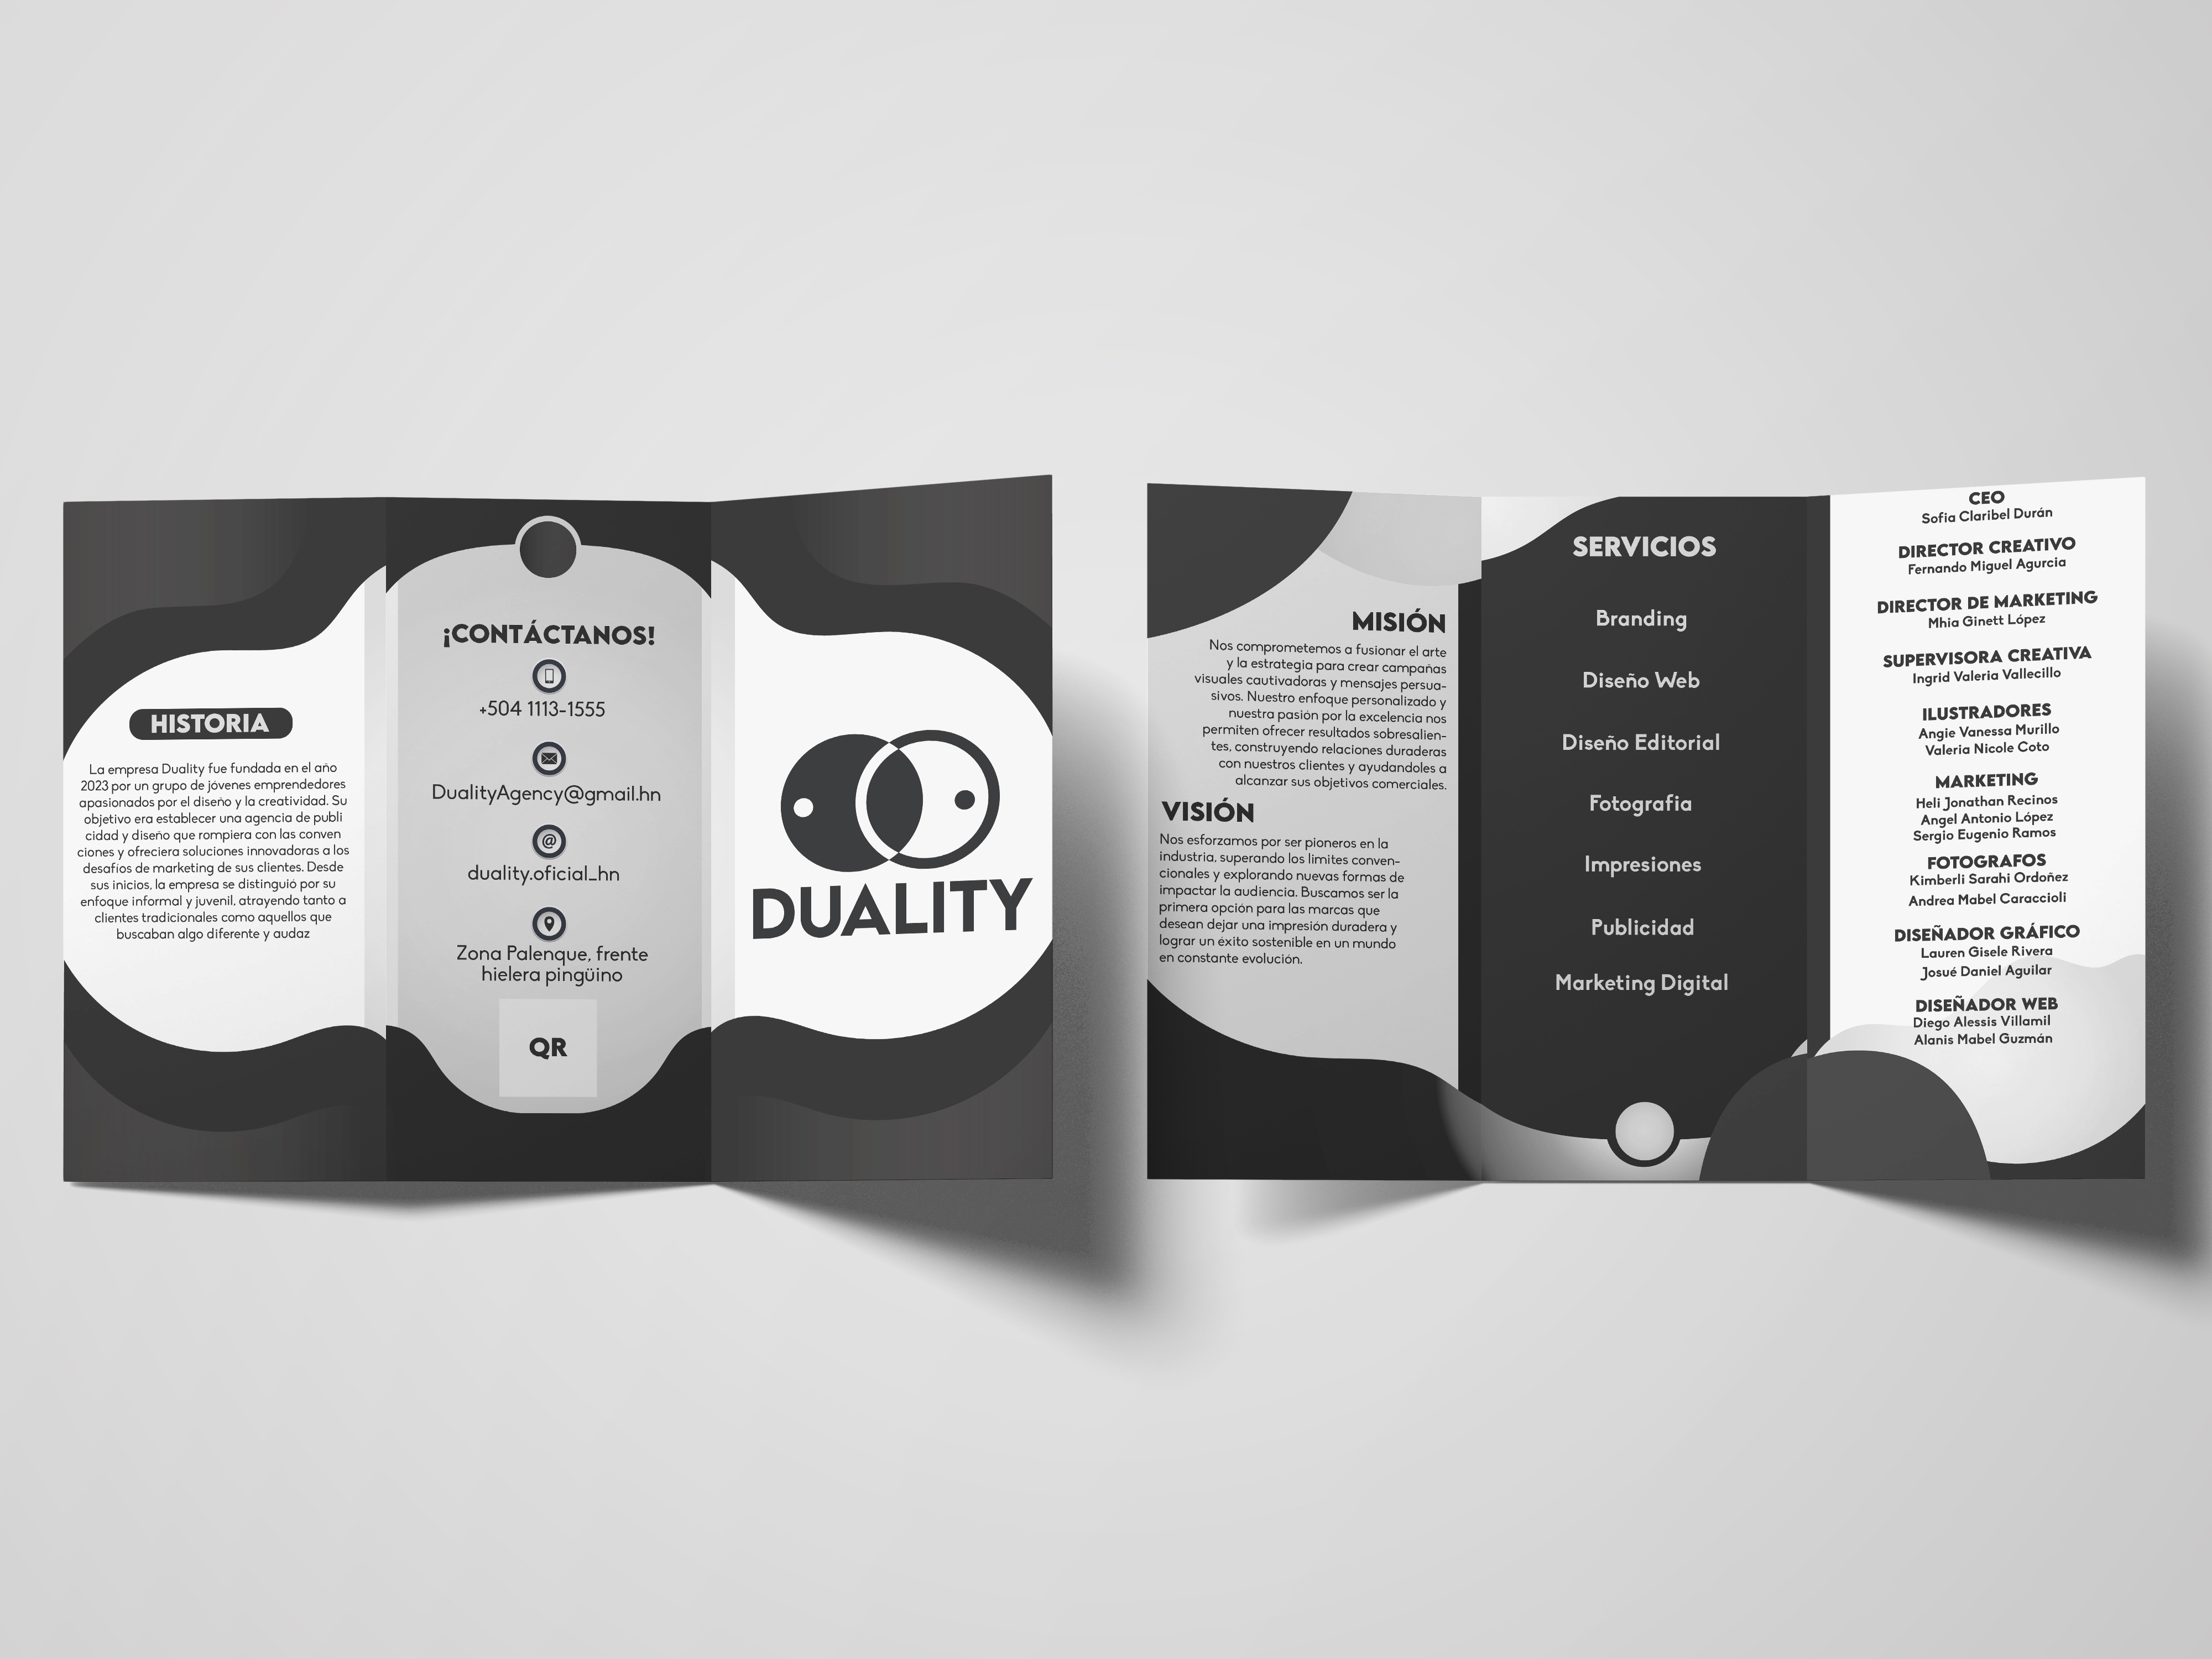 HISTORIA
La empresa Duality fue fundada en el año
2023 por un grupo de jóvenes emprendedores
apasionados por el diseño y la creatividad. Su
objetivo era establecer una agencia de publi
cidad y diseño que rompiera con las conven
ciones y ofreciera soluciones innovadoras a los
desafíos de marketing de sus clientes. Desde
sus inicios, la empresa se distinguió por su
enfoque informal y juvenil, atrayendo tanto a
clientes tradicionales como aquellos que
buscaban algo diferente y audaz
¡CONTÁCTANOS!
+504 1113-1555
DualityAgency@gmail.hn
@
duality.oficial_hn
Zona Palenque, frente
hielera pingüino
QR
DUALITY
MISIÓN
Nos comprometemos a fusionar el arte
y la estrategia para crear campañas
visuales cautivadoras y mensajes persua-
sivos. Nuestro enfoque personalizado y
nuestra pasión por la excelencia nos
permiten ofrecer resultados sobresalien-
tes, construyendo relaciones duraderas
con nuestros clientes y ayudandoles a
alcanzar sus objetivos comerciales.
VISIÓN
Nos esforzamos por ser pioneros en la
industria, superando los limites conven-
cionales y explorando nuevas formas de
impactar la audiencia. Buscamos ser la
primera opción para las marcas que
desean dejar una impresión duradera y
lograr un éxito sostenible en un mundo
en constante evolución.
SERVICIOS
Branding
Diseño Web
Diseño Editorial
Fotografia
Impresiones
Publicidad
Marketing Digital
CEO
Sofia Claribel Durán
DIRECTOR CREATIVO
Fernando Miguel Agurcia
DIRECTOR DE MARKETING
Mhia Ginett López
SUPERVISORA CREATIVA
Ingrid Valeria Vallecillo
ILUSTRADORES
Angie Vanessa Murillo
Valeria Nicole Coto
MARKETING
Heli Jonathan Recinos
Angel Antonio López
Sergio Eugenio Ramos
FOTOGRAFOS
Kimberli Sarahi Ordoñez
Andrea Mabel Caraccioli
DISEÑADOR GRÁFICO
Lauren Gisele Rivera
Josué Daniel Aguilar
DISEÑADOR WEB
Diego Alessis Villamil
Alanis Mabel Guzmán